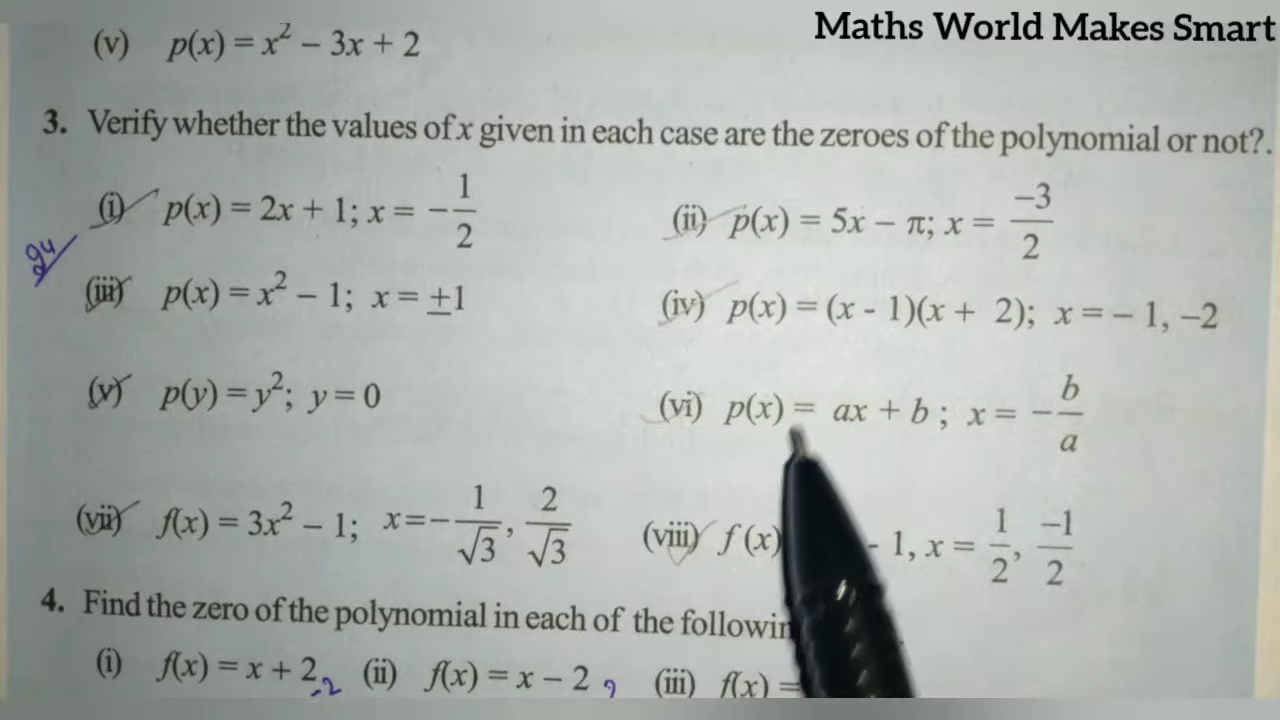 Maths World Makes Smart
(v) p(x) = x² – 3x + 2
3. Verify whether the values of x given in each case are the zeroes of the polynomial or not?.
(i) p(x) = 2x + 1; x = –1/2 (ii) p(x) = 5x – π; x = -3/2
24
(iii) p(x) = x² – 1; x = ±1 (iv) p(x) = (x - 1)(x + 2); x = – 1, –2
(v) p(y) = y²; y = 0 (vi) p(x) = ax + b ; x = –b/a
(vii) f(x) = 3x² – 1; x=–1/√3, 2/√3 (viii) f (x) - 1, x = 1/2, -1/2
4. Find the zero of the polynomial in each of the
(i) f(x) = x + 2 -2 (ii) f(x) = x – 2 (iii) f(x) =